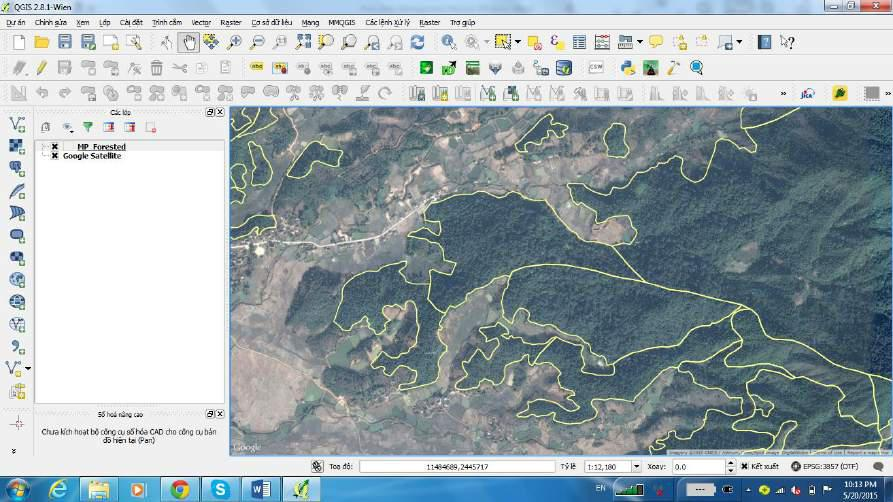 QGIS 2.8.1-Wien
Dự án Chỉnh sửa Xem Lớp Cài đặt Trình cắm Vector Raster Cơ sở dữ liệu Mạng MMQGIS Các lệnh Xử lý Raster Trợ giúp
CSW
JICA
Các lớp
MP_Forested
Google Satellite
Số hoá nâng cao
Chưa kích hoạt bộ công cụ số hóa CAD cho công cụ bản
đồ hiện tại (Pan)
Google
Toạ độ: 11484689,2445717 Tỷ lệ 1:12,180 Xoay: 0.0 Kết xuất EPSG:3857 (OTF)
EN
10:13 PM
5/20/2015